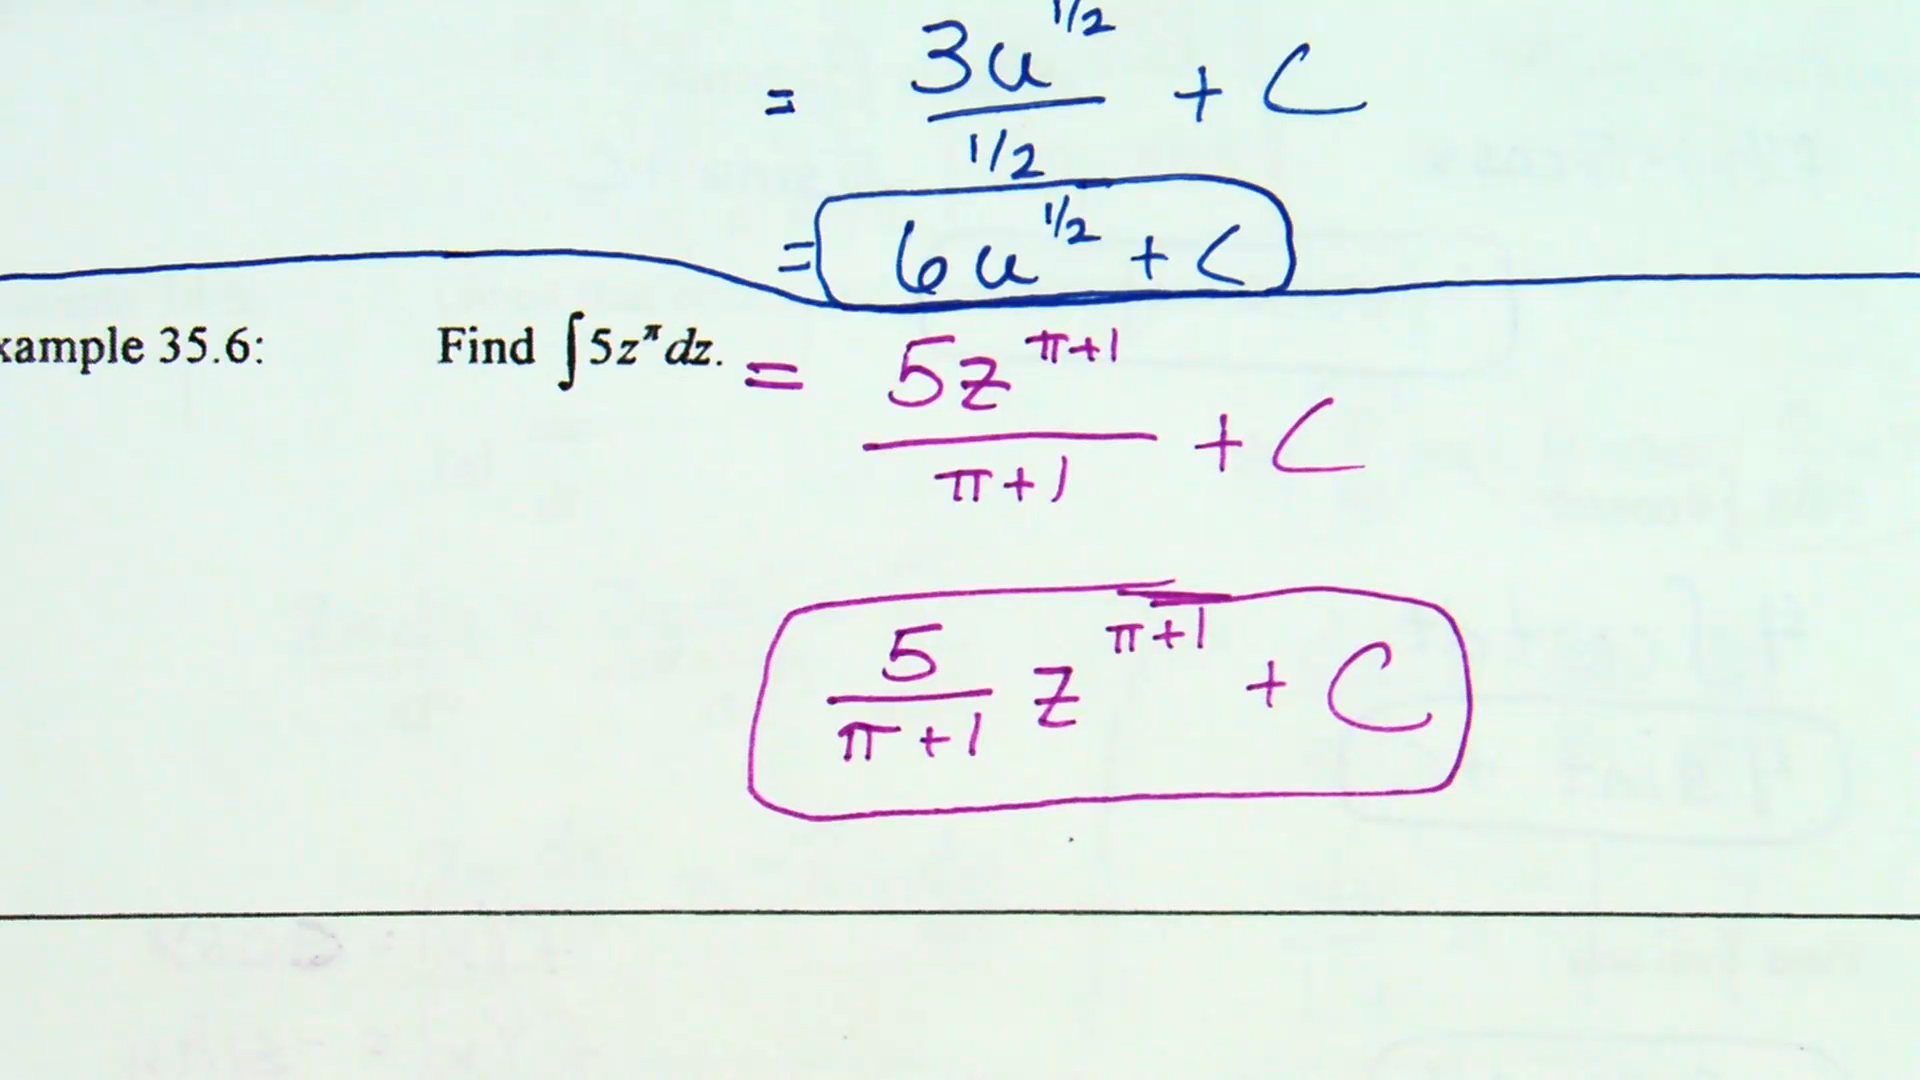 = 3u^{1/2} / 1/2 + C
= 6u^{1/2} + C
xample 35.6: Find ∫5z^π dz. = 5z^{π+1} / π+1 + C
5 / π+1 z^{π+1} + C